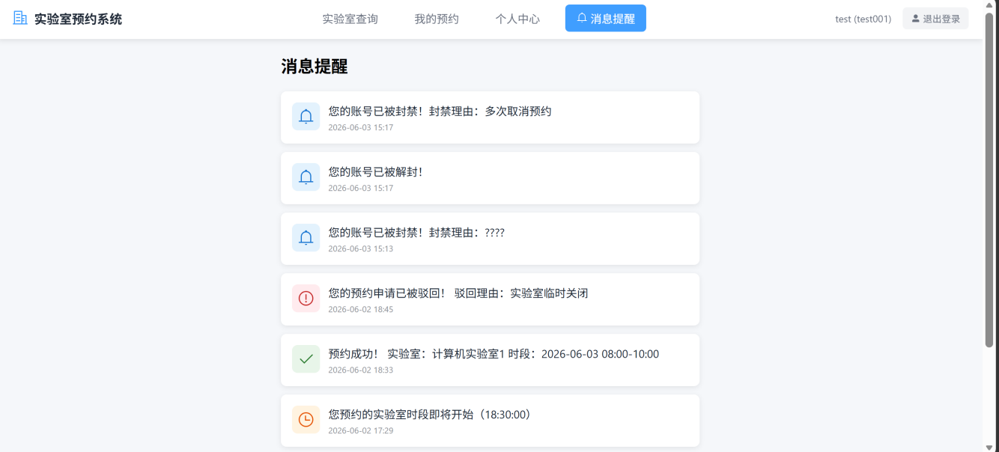 实验室预约系统
实验室查询
我的预约
个人中心
消息提醒
test (test001)
退出登录
消息提醒
您的账号已被封禁！封禁理由：多次取消预约
2026-06-03 15:17
您的账号已被解封！
2026-06-03 15:17
您的账号已被封禁！封禁理由：????
2026-06-03 15:13
您的预约申请已被驳回！ 驳回理由：实验室临时关闭
2026-06-02 18:45
预约成功！ 实验室：计算机实验室1 时段：2026-06-03 08:00-10:00
2026-06-02 18:33
您预约的实验室时段即将开始（18:30:00）
2026-06-02 17:29